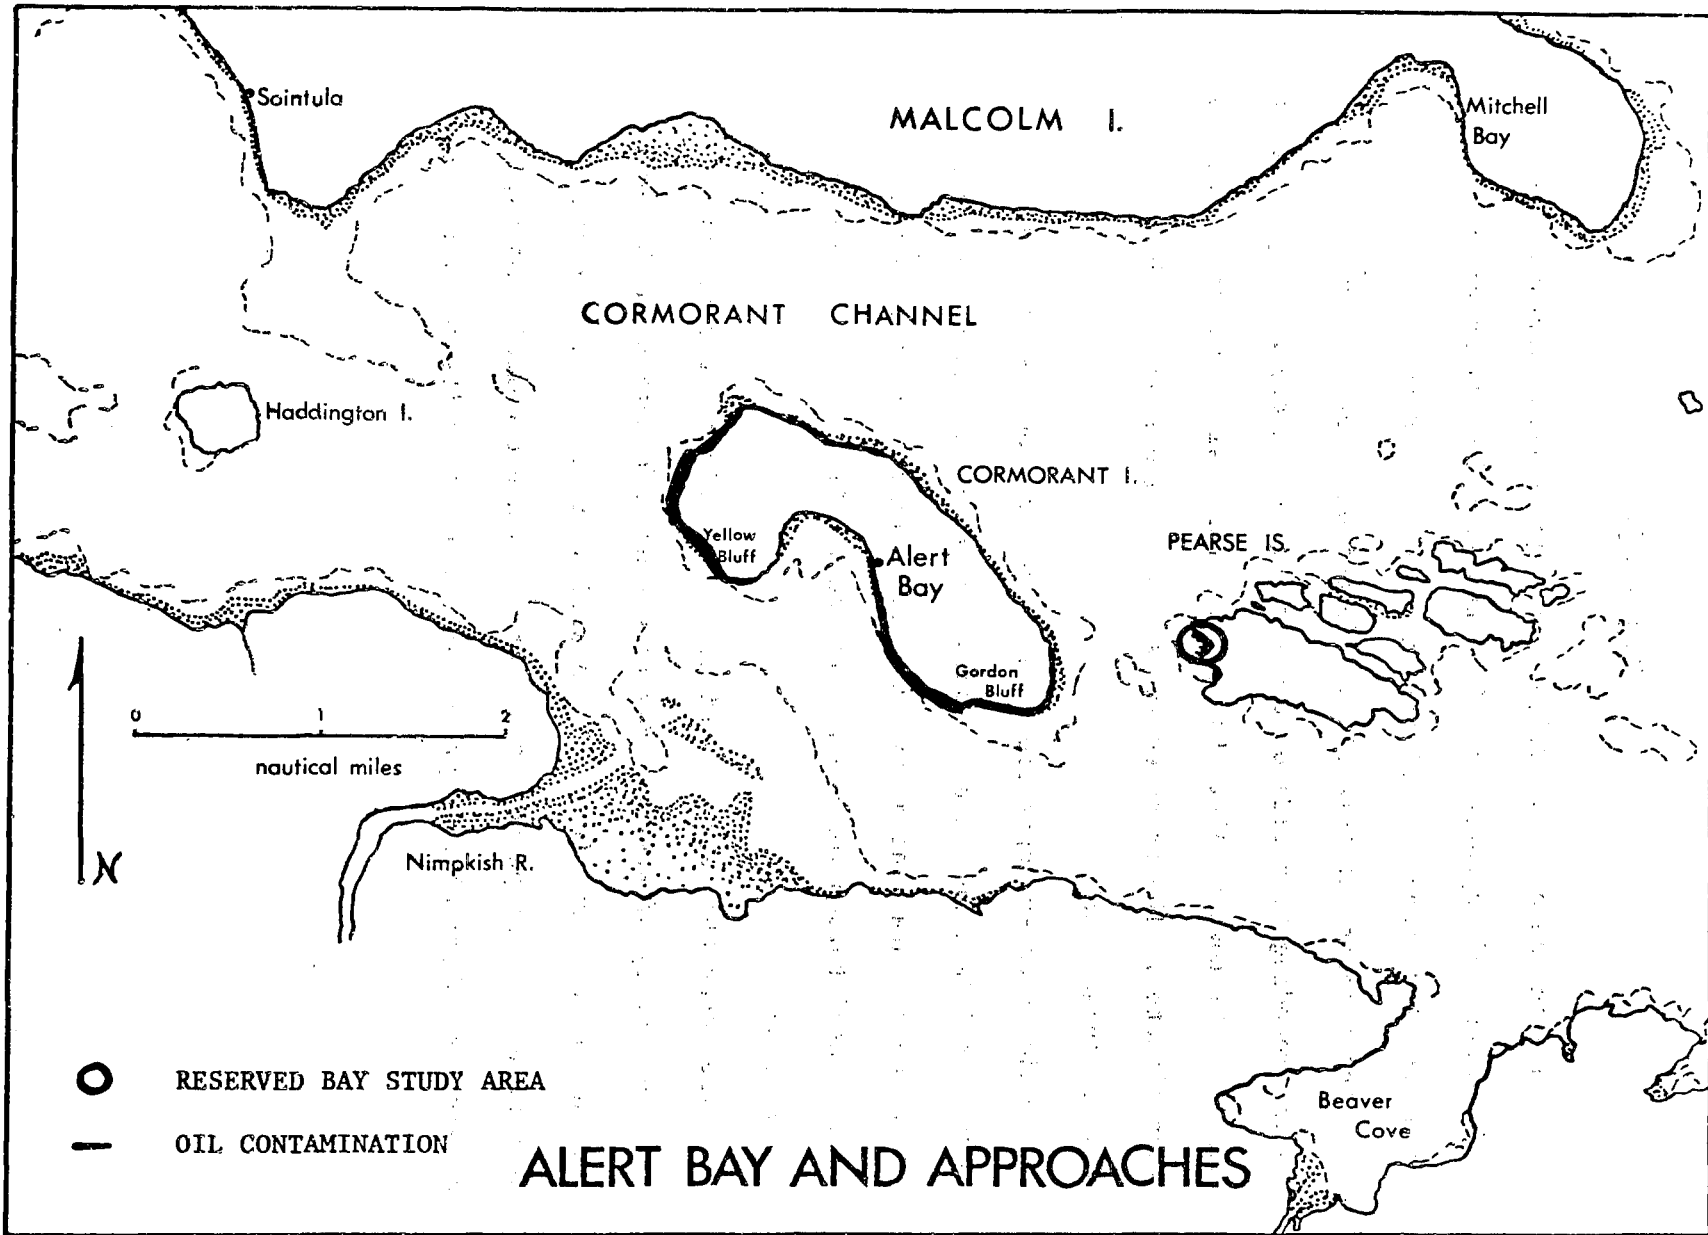 Sointula
MALCOLM I.
Mitchell
Bay
CORMORANT CHANNEL
Haddington I.
CORMORANT I.
Yellow
Bluff
Alert
Bay
PEARSE IS.
Gordon
Bluff
0 1 2
nautical miles
N
Nimpkish R.
RESERVED BAY STUDY AREA
OIL CONTAMINATION
Beaver
Cove
ALERT BAY AND APPROACHES